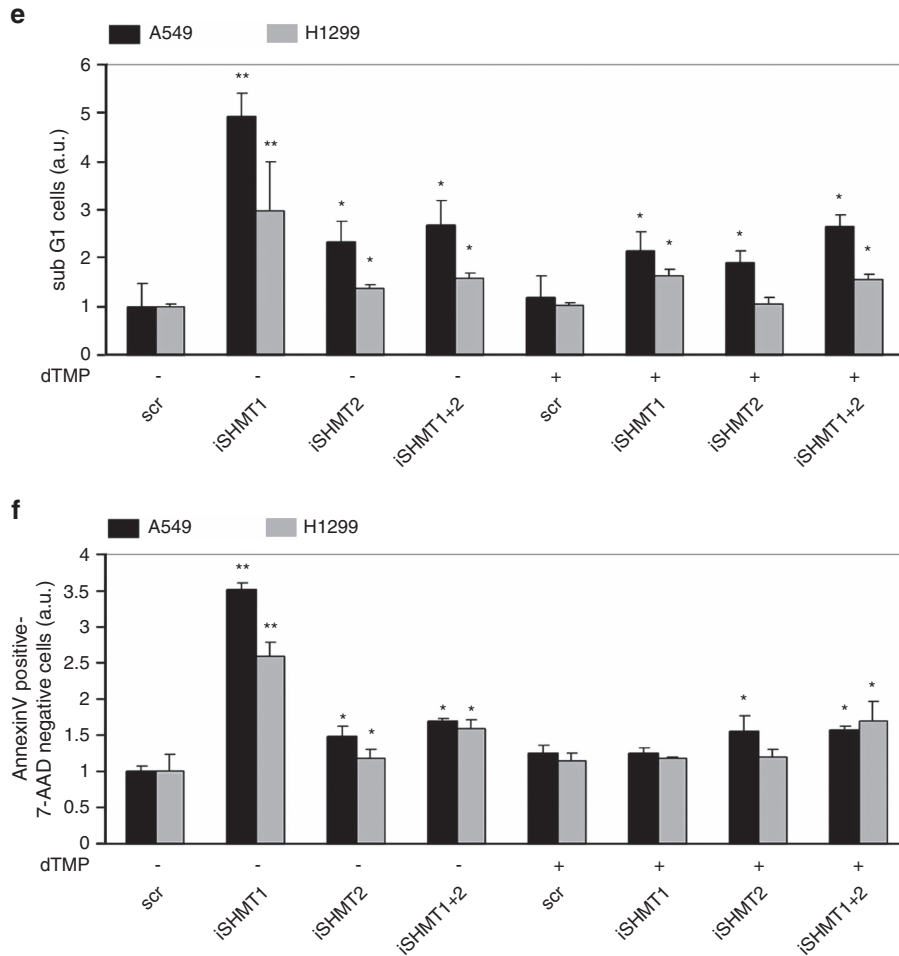 e
A549 H1299
6
5
4
3
2
1
0
sub G1 cells (a.u.)
** ** * * * * * * * * *
dTMP - - - - + + + +
scr iSHMT1 iSHMT2 iSHMT1+2 scr iSHMT1 iSHMT2 iSHMT1+2
f
A549 H1299
4
3.5
3
2.5
2
1.5
1
0.5
0
AnnexinV positive-
7-AAD negative cells (a.u.)
** ** * * * * * * *
dTMP - - - - + + + +
scr iSHMT1 iSHMT2 iSHMT1+2 scr iSHMT1 iSHMT2 iSHMT1+2